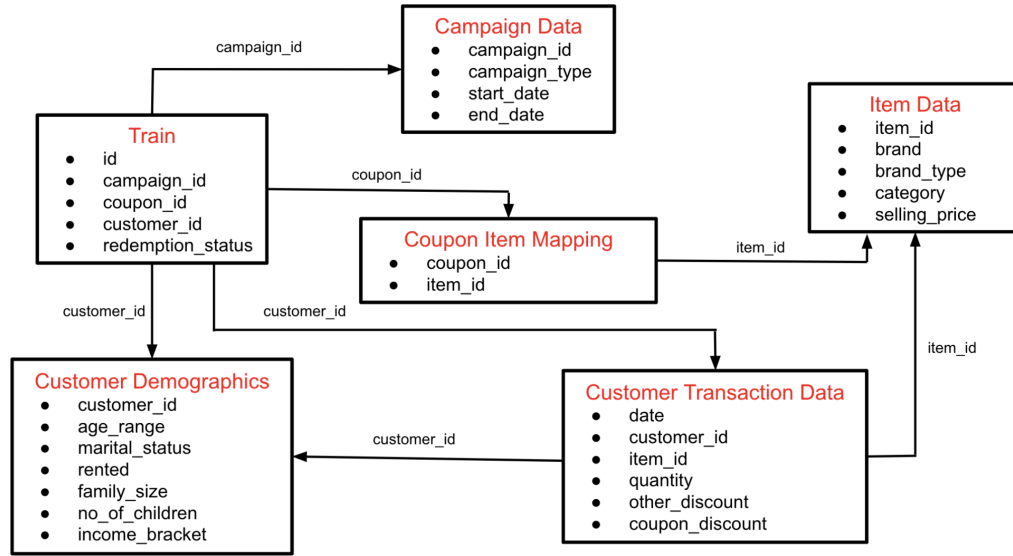 Campaign Data
campaign_id
campaign_type
start_date
end_date
campaign_id
Train
id
campaign_id
coupon_id
customer_id
redemption_status
coupon_id
Item Data
item_id
brand
brand_type
category
selling_price
Coupon Item Mapping
coupon_id
item_id
item_id
customer_id
customer_id
item_id
Customer Demographics
customer_id
age_range
marital_status
rented
family_size
no_of_children
income_bracket
customer_id
Customer Transaction Data
date
customer_id
item_id
quantity
other_discount
coupon_discount